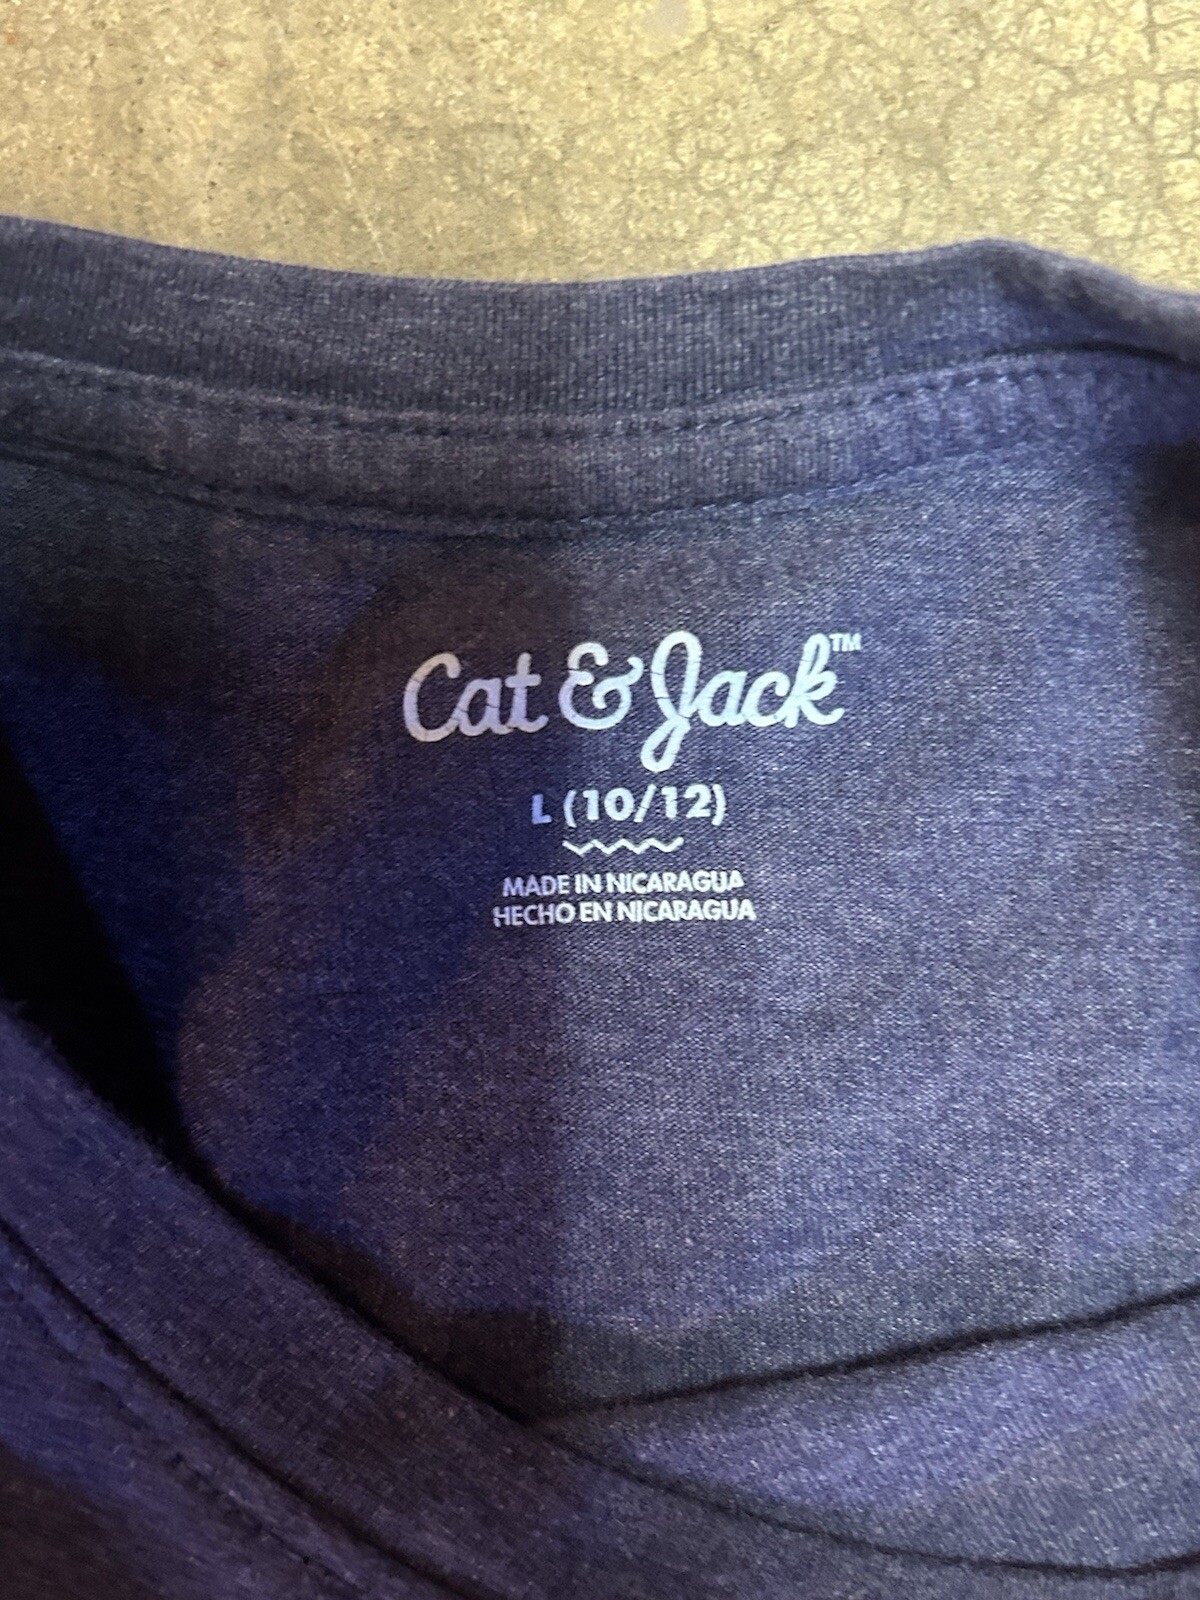 Cat & Jack™
L (10/12)
MADE IN NICARAGUA
HECHO EN NICARAGUA